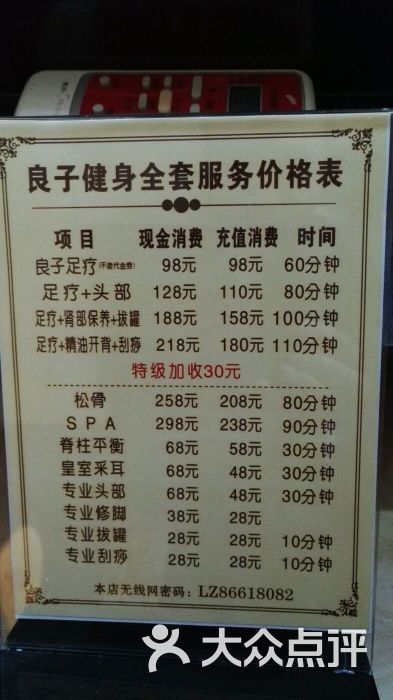 良子健身全套服务价格表
项目 现金消费 充值消费 时间
良子足疗(不含代金券) 98元 98元 60分钟
足疗+头部 128元 110元 80分钟
足疗+肾部保养+拔罐 188元 158元 100分钟
足疗+精油开背+刮痧 218元 180元 110分钟
特级加收30元
松骨 258元 208元 80分钟
SPA 298元 238元 90分钟
脊柱平衡 68元 58元 30分钟
皇室采耳 68元 48元 30分钟
专业头部 68元 48元 30分钟
专业修脚 38元 28元
专业拔罐 28元 28元 10分钟
专业刮痧 28元 28元 10分钟
本店无线网密码:LZ86618082
大众点评